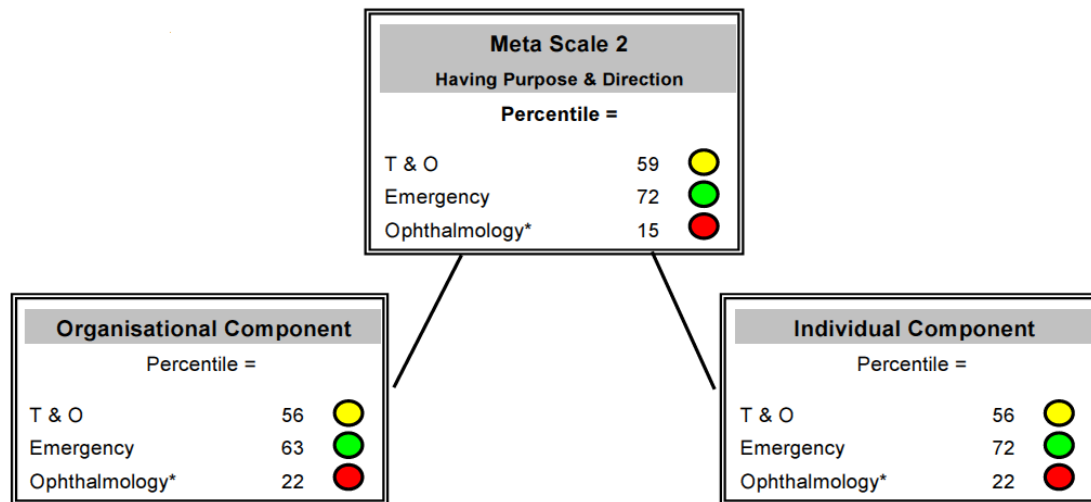 Meta Scale 2
Having Purpose & Direction
Percentile =
T & O 59
Emergency 72
Ophthalmology* 15
Organisational Component
Percentile =
T & O 56
Emergency 63
Ophthalmology* 22
Individual Component
Percentile =
T & O 56
Emergency 72
Ophthalmology* 22